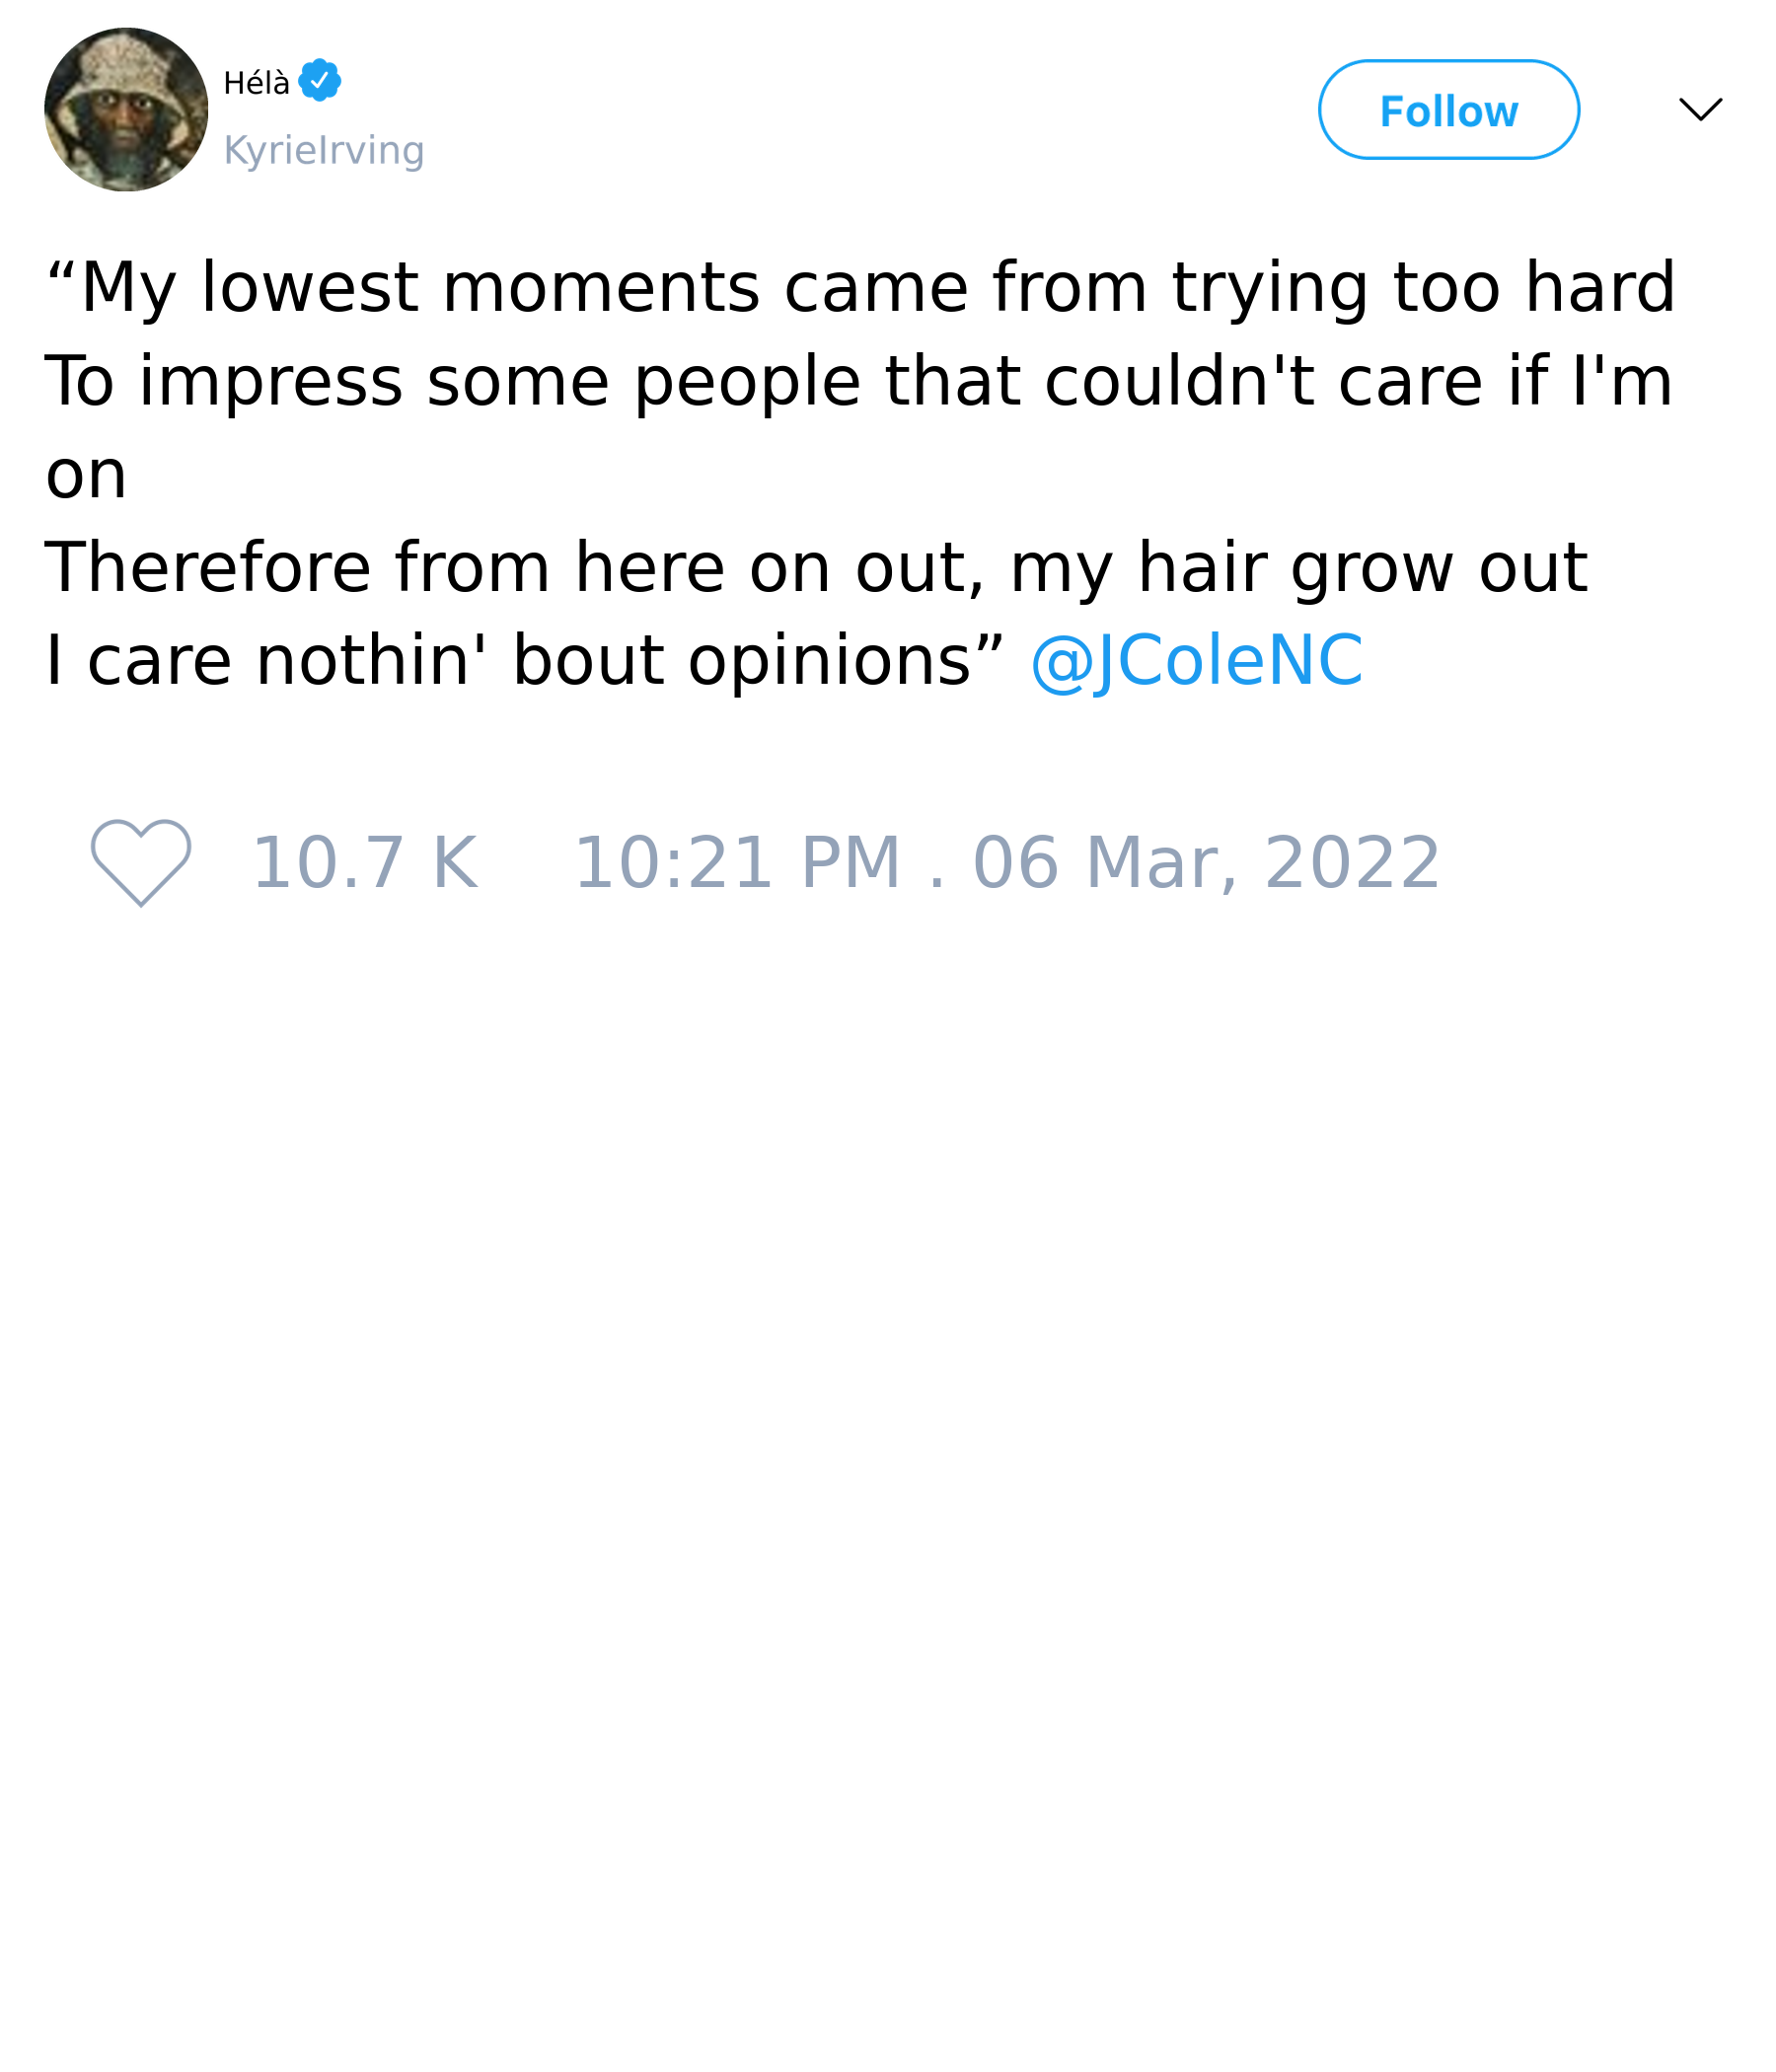 Hélà
KyrieIrving
Follow
“My lowest moments came from trying too hard
To impress some people that couldn't care if I'm
on
Therefore from here on out, my hair grow out
I care nothin' bout opinions” @JColeNC
10.7 K 10:21 PM . 06 Mar, 2022